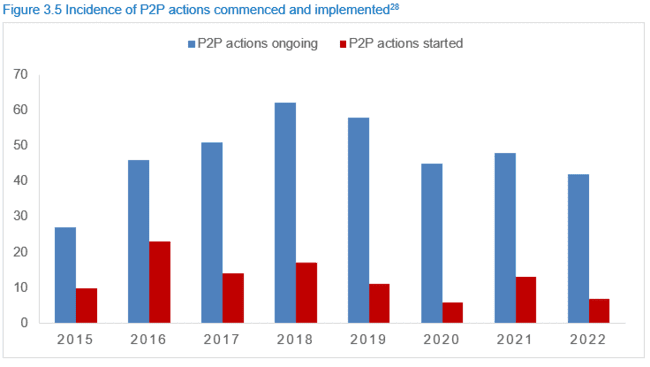 Figure 3.5 Incidence of P2P actions commenced and implemented28
P2P actions ongoing P2P actions started
70
60
50
40
30
20
10
0
2015 2016 2017 2018 2019 2020 2021 2022